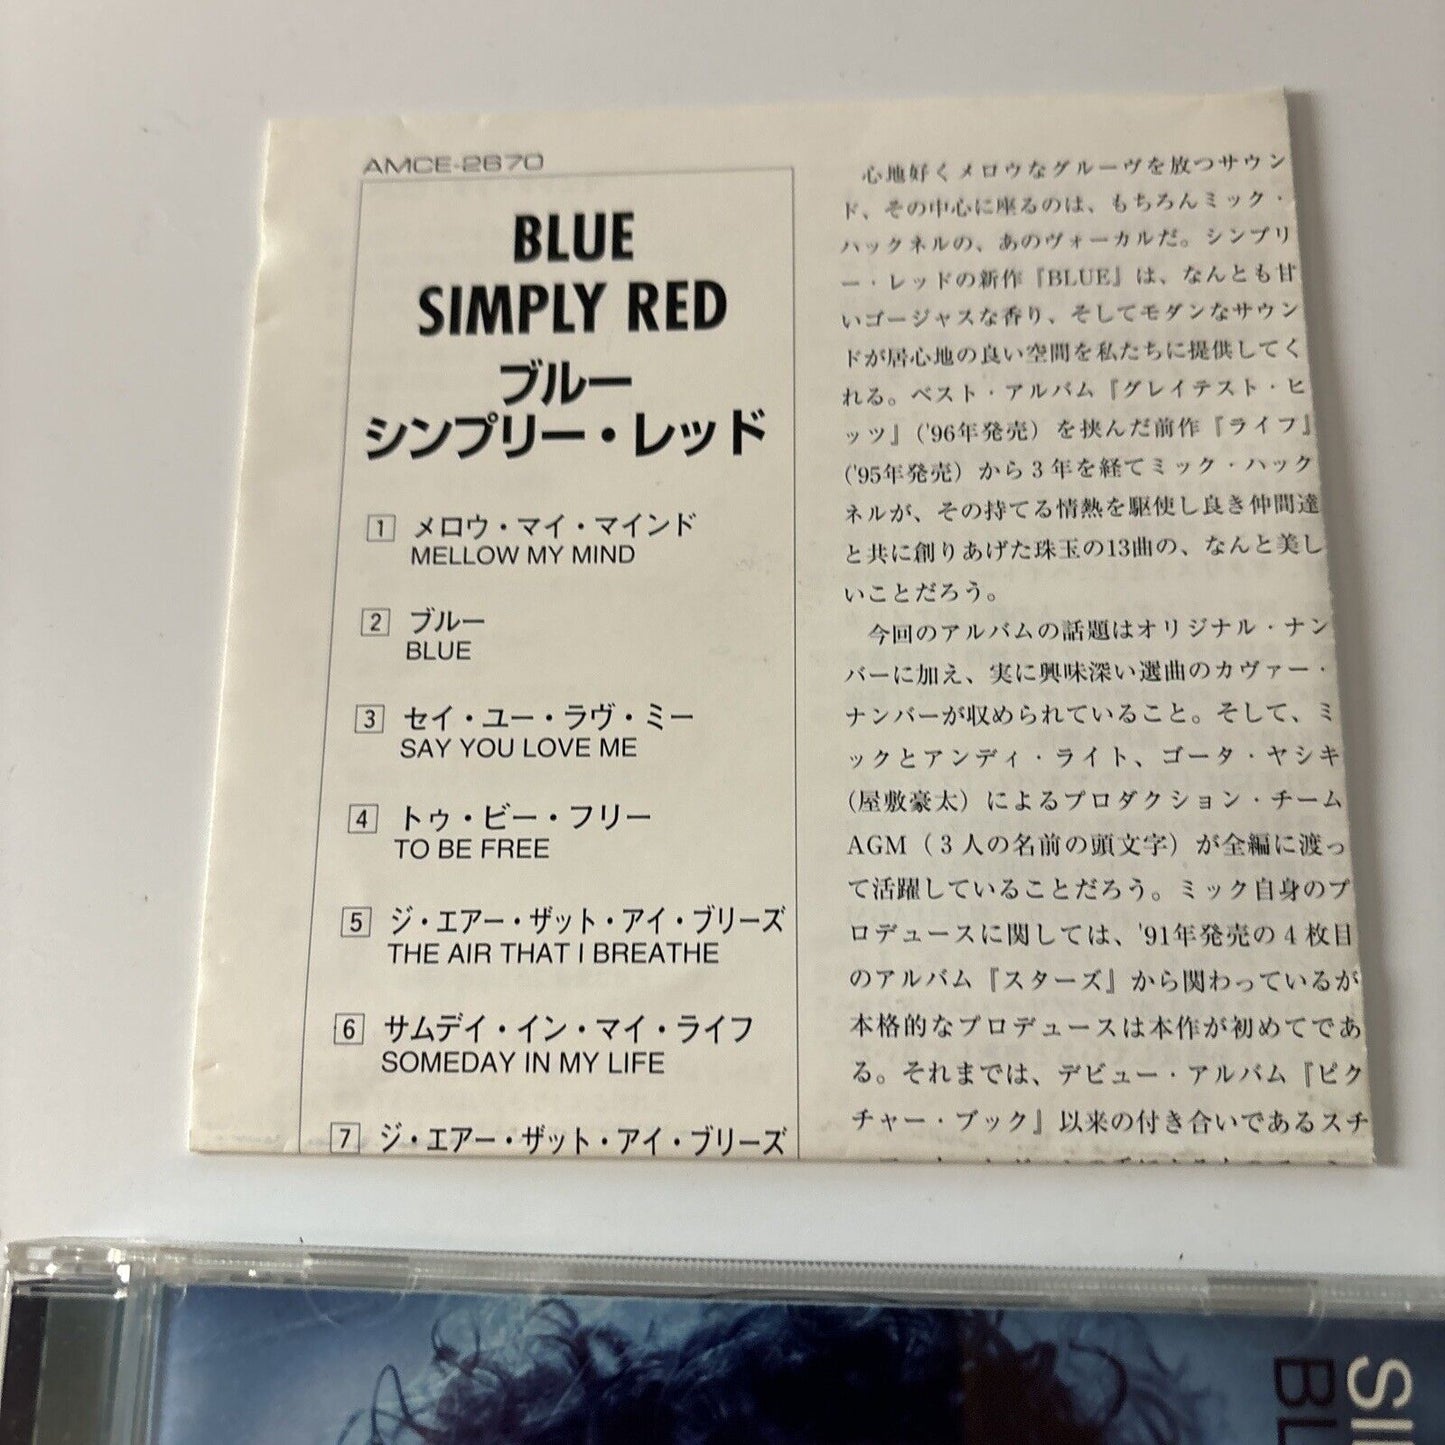 AMCE-2670
BLUE
SIMPLY RED
ブルー
シンプリー・レッド
1 メロウ・マイ・マインド
MELLOW MY MIND
2 ブルー
BLUE
3 セイ・ユー・ラヴ・ミー
SAY YOU LOVE ME
4 トゥ・ビー・フリー
TO BE FREE
5 ジ・エアー・ザット・アイ・ブリーズ
THE AIR THAT I BREATHE
6 サムデイ・イン・マイ・ライフ
SOMEDAY IN MY LIFE
7 ジ・エアー・ザット・アイ・ブリーズ
心地好くメロウなグルーヴを放つサウン
ド、その中心に座るのは、もちろんミック・
ハックネルの、あのヴォーカルだ。シンプリ
ー・レッドの新作『BLUE』は、なんとも甘
いゴージャスな香り、そしてモダンなサウン
ドが居心地の良い空間を私たちに提供してく
れる。ベスト・アルバム『グレイテスト・ヒ
ッツ』('96年発売）を挟んだ前作『ライフ』
('95年発売）から３年を経てミック・ハック
ネルが、その持てる情熱を駆使し良き仲間達
と共に創りあげた珠玉の13曲の、なんと美し
いことだろう。
今回のアルバムの話題はオリジナル・ナン
バーに加え、実に興味深い選曲のカヴァー・
ナンバーが収められていること。そして、ミ
ックとアンディ・ライト、ゴータ・ヤシキ
(屋敷豪太）によるプロダクション・チーム
AGM（３人の名前の頭文字）が全編に渡っ
て活躍していることだろう。ミック自身のプ
ロデュースに関しては、'91年発売の４枚目
のアルバム『スターズ』から関わっているが
本格的なプロデュースは本作が初めてであ
る。それまでは、デビュー・アルバム『ピク
チャー・ブック』以来の付き合いであるスチ